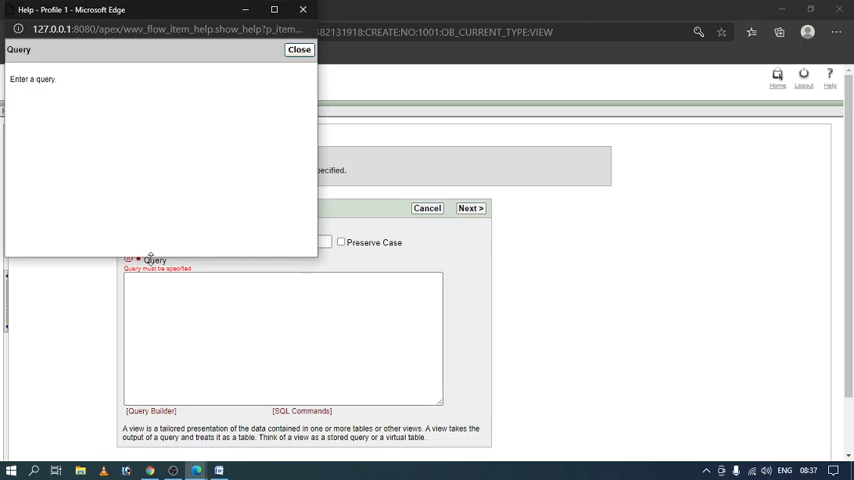 Help - Profile 1 - Microsoft Edge
127.0.0.1:8080/apex/wwv_flow_item_help.show_help?p_item...
382131918:CREATE:NO:1001:OB_CURRENT_TYPE:VIEW
Query
Close
Enter a query.
Home
Logout
Help
ecified.
Cancel
Next >
Preserve Case
* Query
Query must be specified.
[Query Builder]
[SQL Commands]
A view is a tailored presentation of the data contained in one or more tables or other views. A view takes the
output of a query and treats it as a table. Think of a view as a stored query or a virtual table.
ENG
08:37